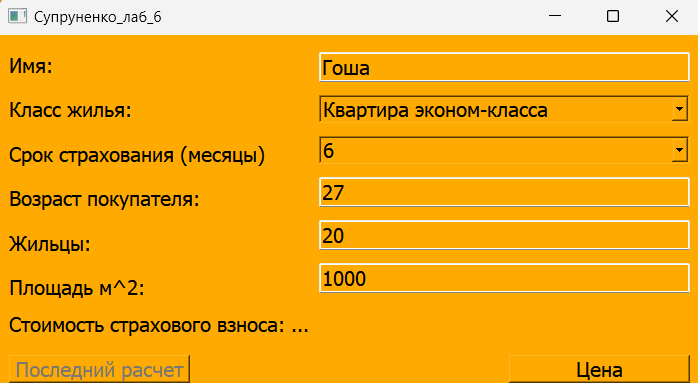 Супруненко_лаб_6
Имя: Гоша
Класс жилья: Квартира эконом-класса
Срок страхования (месяцы) 6
Возраст покупателя: 27
Жильцы: 20
Площадь м^2: 1000
Стоимость страхового взноса: ...
Последний расчет Цена